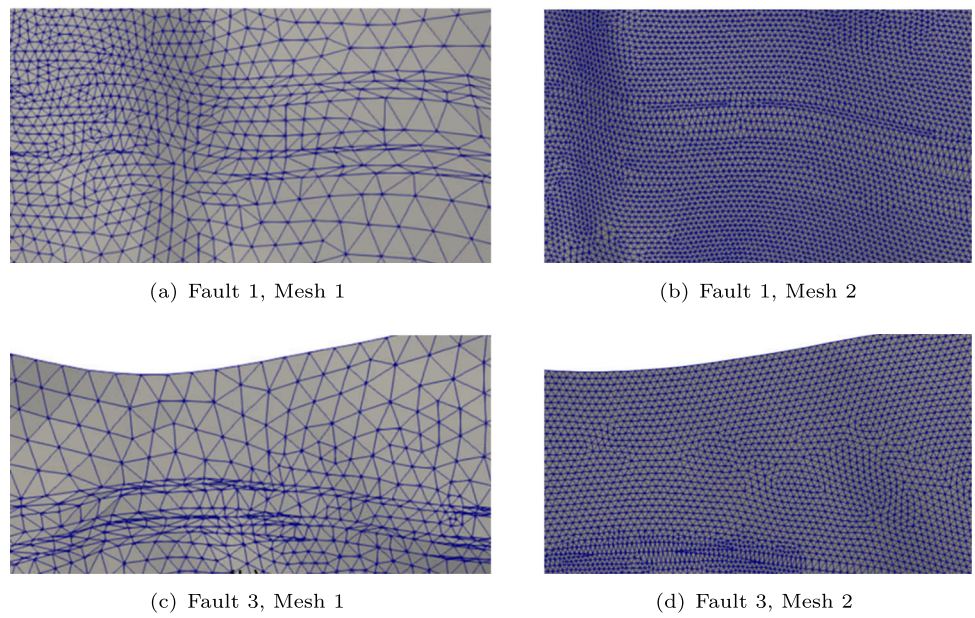 (a) Fault 1, Mesh 1
(b) Fault 1, Mesh 2
(c) Fault 3, Mesh 1
(d) Fault 3, Mesh 2